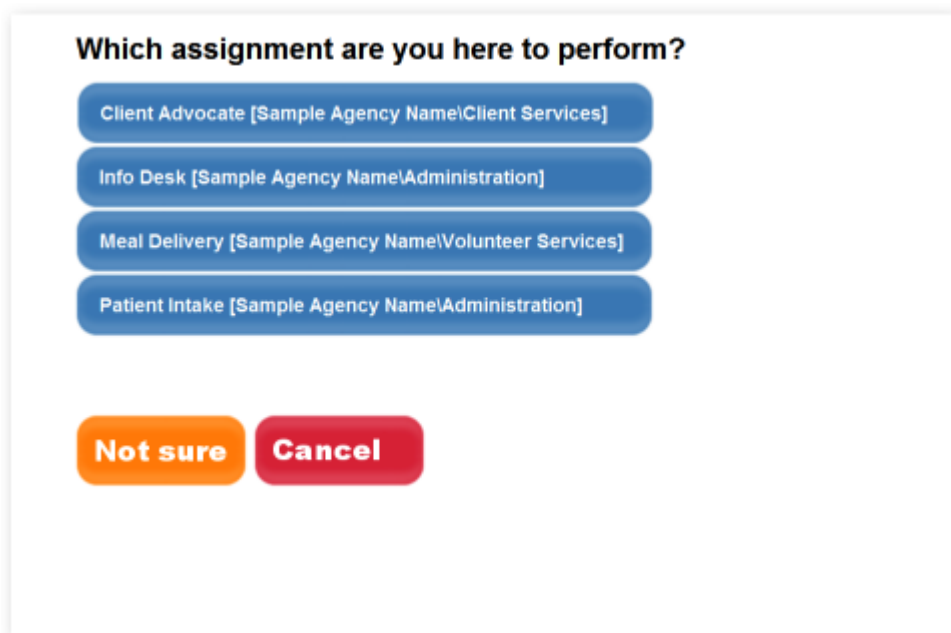 Which assignment are you here to perform?
Client Advocate [Sample Agency Name\Client Services]
Info Desk [Sample Agency Name\Administration]
Meal Delivery [Sample Agency Name\Volunteer Services]
Patient Intake [Sample Agency Name\Administration]
Not sure
Cancel